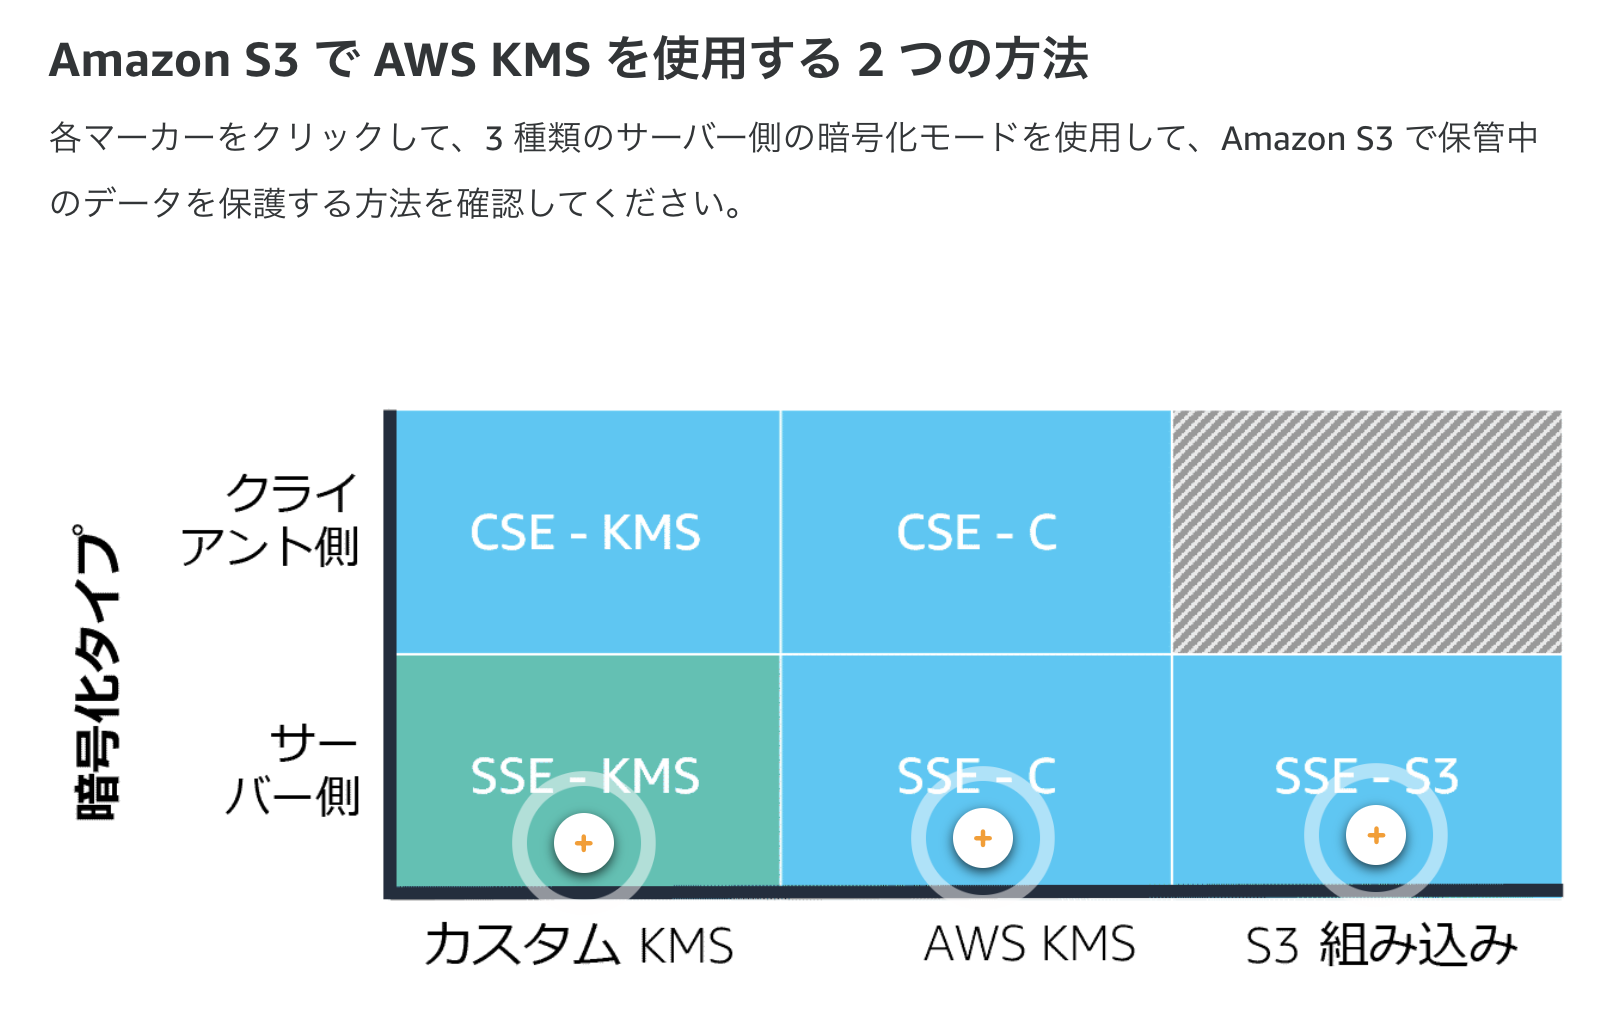 Amazon S3 で AWS KMS を使用する 2 つの方法
各マーカーをクリックして、3 種類のサーバー側の暗号化モードを使用して、Amazon S3 で保管中
のデータを保護する方法を確認してください。
暗号化タイプ
クライ
アント側
CSE - KMS
CSE - C
サー
バー側
SSE - KMS
SSE - C
SSE - S3
カスタム KMS
AWS KMS
S3 組み込み